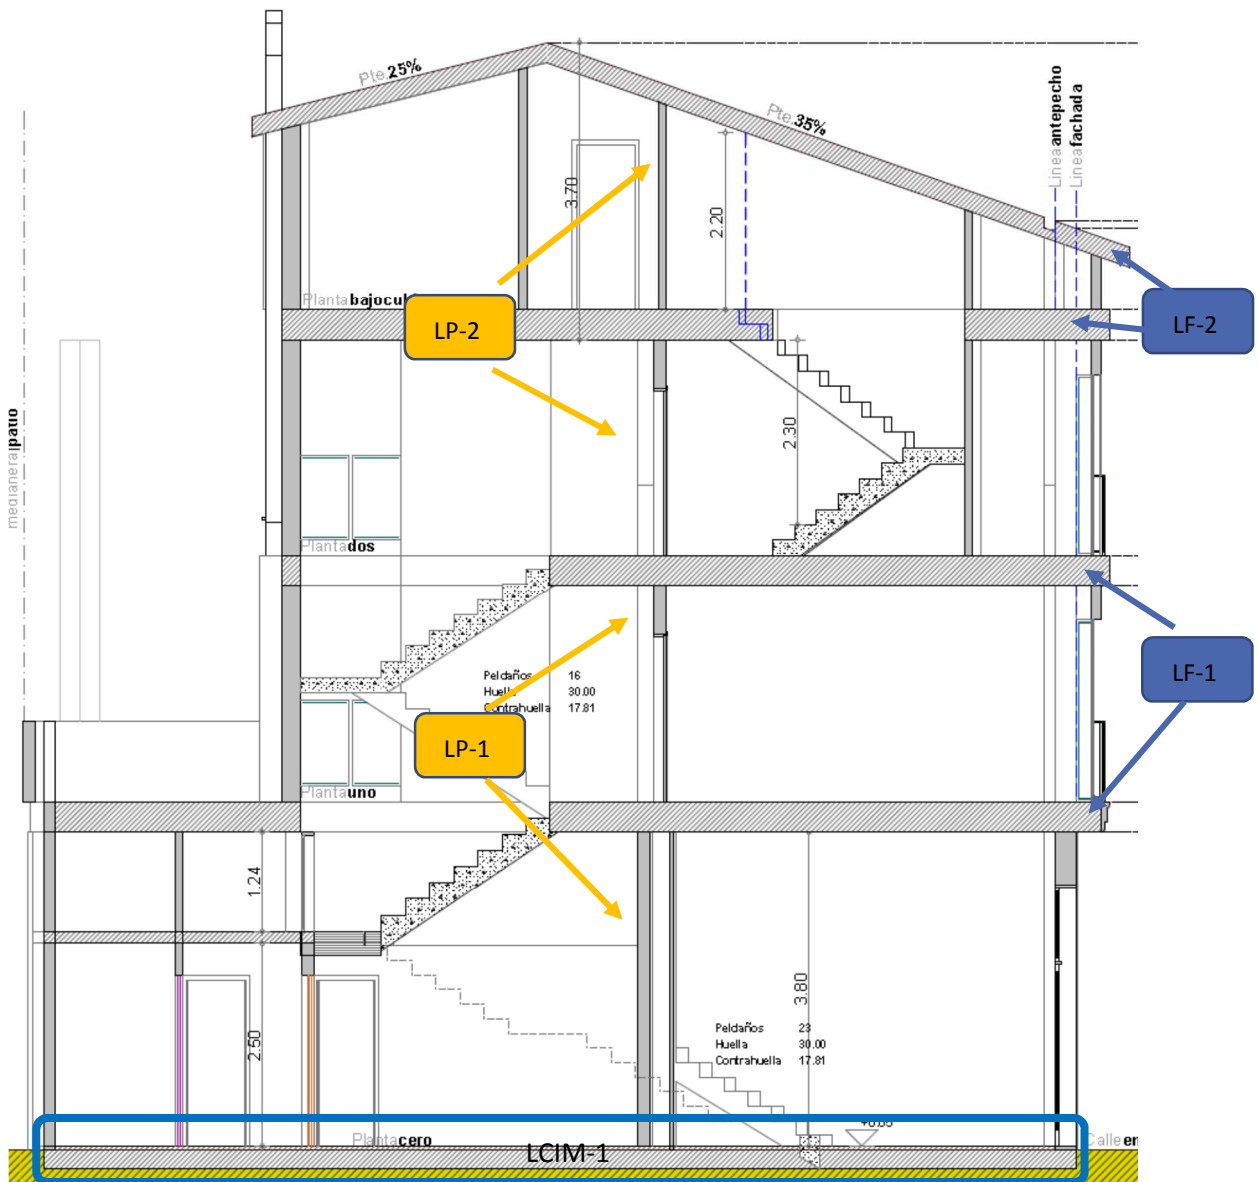 Pte.25%
Pte.35%
Linea antepecho
Linea fachada
3.70
2.20
Planta bajocu
LP-2
LF-2
2.30
medianera
Planta dos
Peldaños 16
Huella 30.00
Contrahuella 17.81
LF-1
LP-1
Planta uno
1.24
3.80
2.50
Peldaños 23
Huella 30.00
Contrahuella 17.81
Planta cero
Calle en
LCIM-1